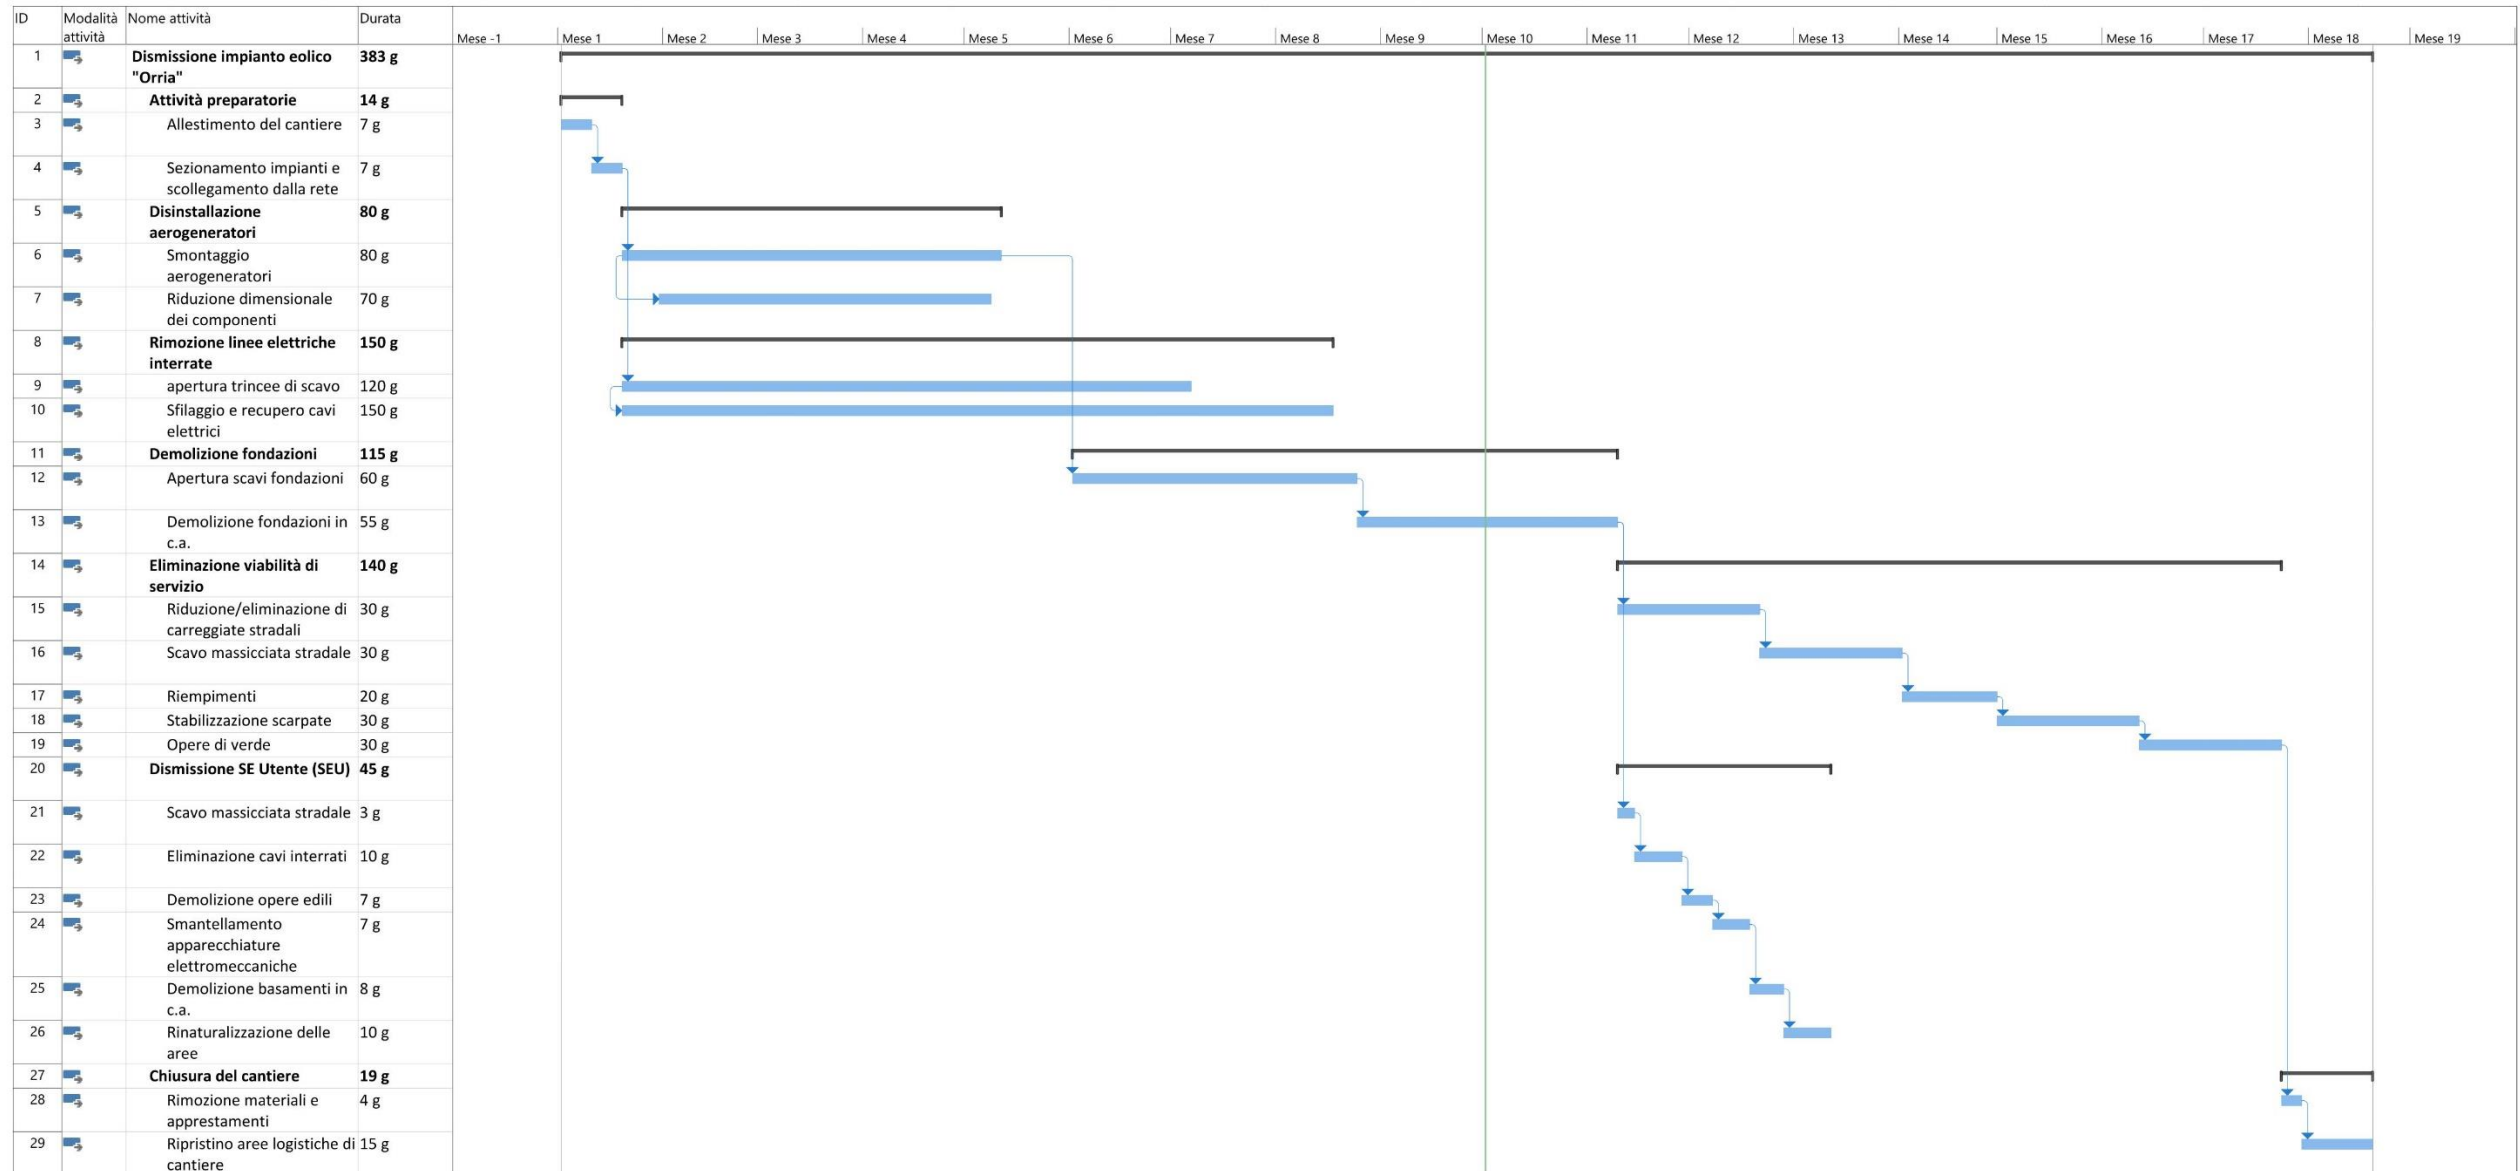 ID Modalità attività Nome attività Durata
Mese -1 Mese 1 Mese 2 Mese 3 Mese 4 Mese 5 Mese 6 Mese 7 Mese 8 Mese 9 Mese 10 Mese 11 Mese 12 Mese 13 Mese 14 Mese 15 Mese 16 Mese 17 Mese 18 Mese 19
1 Dismissione impianto eolico 383 g
"Orria"
2 Attività preparatorie 14 g
3 Allestimento del cantiere 7 g
4 Sezionamento impianti e 7 g
scollegamento dalla rete
5 Disinstallazione 80 g
aerogeneratori
6 Smontaggio 80 g
aerogeneratori
7 Riduzione dimensionale 70 g
dei componenti
8 Rimozione linee elettriche 150 g
interrate
9 apertura trincee di scavo 120 g
10 Sfilaggio e recupero cavi 150 g
elettrici
11 Demolizione fondazioni 115 g
12 Apertura scavi fondazioni 60 g
13 Demolizione fondazioni in 55 g
c.a.
14 Eliminazione viabilità di 140 g
servizio
15 Riduzione/eliminazione di 30 g
carreggiate stradali
16 Scavo massicciata stradale 30 g
17 Riempimenti 20 g
18 Stabilizzazione scarpate 30 g
19 Opere di verde 30 g
20 Dismissione SE Utente (SEU) 45 g
21 Scavo massicciata stradale 3 g
22 Eliminazione cavi interrati 10 g
23 Demolizione opere edili 7 g
24 Smantellamento 7 g
apparecchiature
elettromeccaniche
25 Demolizione basamenti in 8 g
c.a.
26 Rinaturalizzazione delle 10 g
aree
27 Chiusura del cantiere 19 g
28 Rimozione materiali e 4 g
apprestamenti
29 Ripristino aree logistiche di 15 g
cantiere